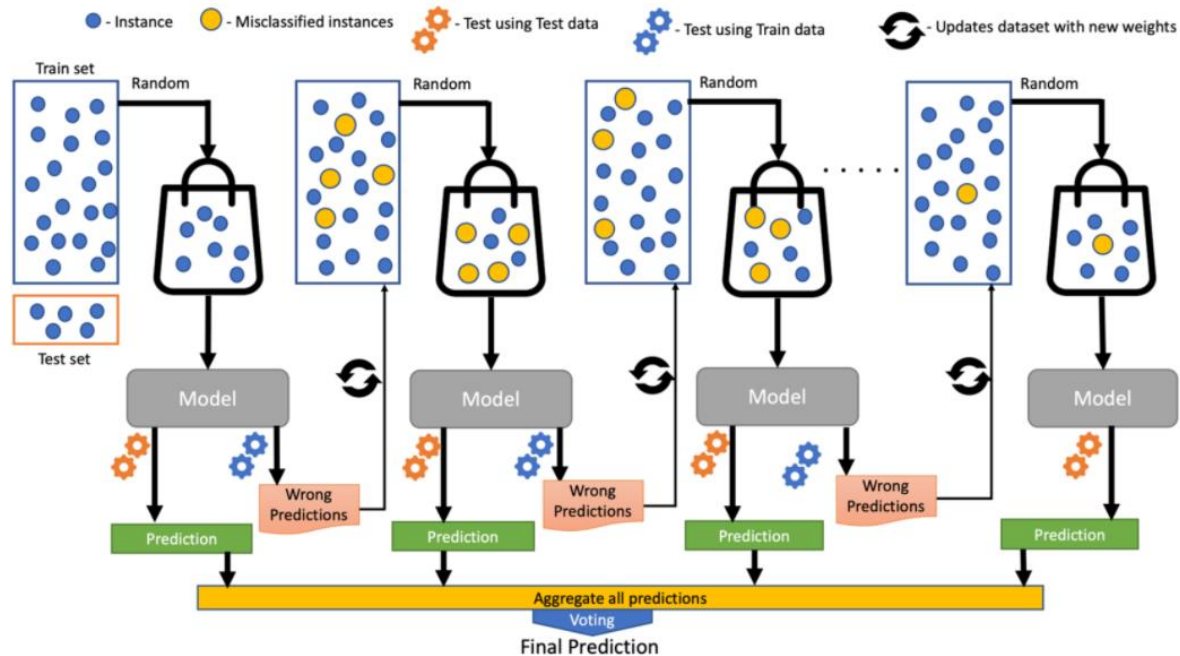 - Instance
- Misclassified instances
- Test using Test data
- Test using Train data
- Updates dataset with new weights
Train set
Random
Random
Random
Random
Test set
Model
Model
Model
Model
Wrong
Predictions
Wrong
Predictions
Wrong
Predictions
Prediction
Prediction
Prediction
Prediction
Aggregate all predictions
Voting
Final Prediction